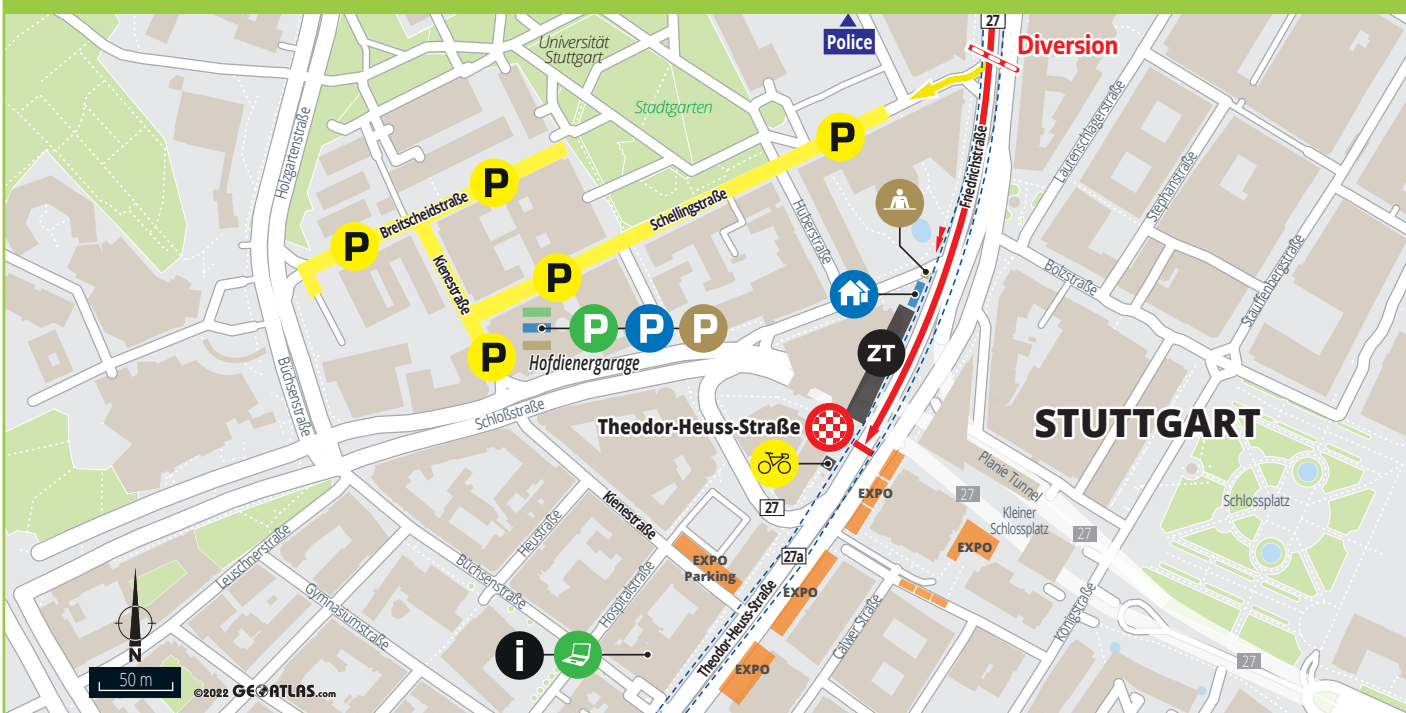 27
Police
Diversion
Universität
Stuttgart
Stadtgarten
Holzgartenstraße
Lautenschlagerstraße
Friedrichstraße
P
P
Breitscheidstraße
Schellingstraße
Stephanstraße
Huberstraße
P
P
Kienestraße
Bolzstraße
Stauffenbergstraße
P
P
P
P
P
Hofdienergarage
ZT
Büchsenstraße
Schloßstraße
Theodor-Heuss-Straße
STUTTGART
Planie Tunnel
EXPO
27
27
Kleiner
Schlossplatz
Schlossplatz
27
Kienestraße
EXPO
27a
EXPO
Parking
Heustraße
Leuschnerstraße
Büchsenstraße
Gymnasiumstraße
Hospitalstraße
EXPO
Theodor-Heuss-Straße
Calwer Straße
Königstraße
N
i
EXPO
27
50 m
©2022 GEOATLAS.com